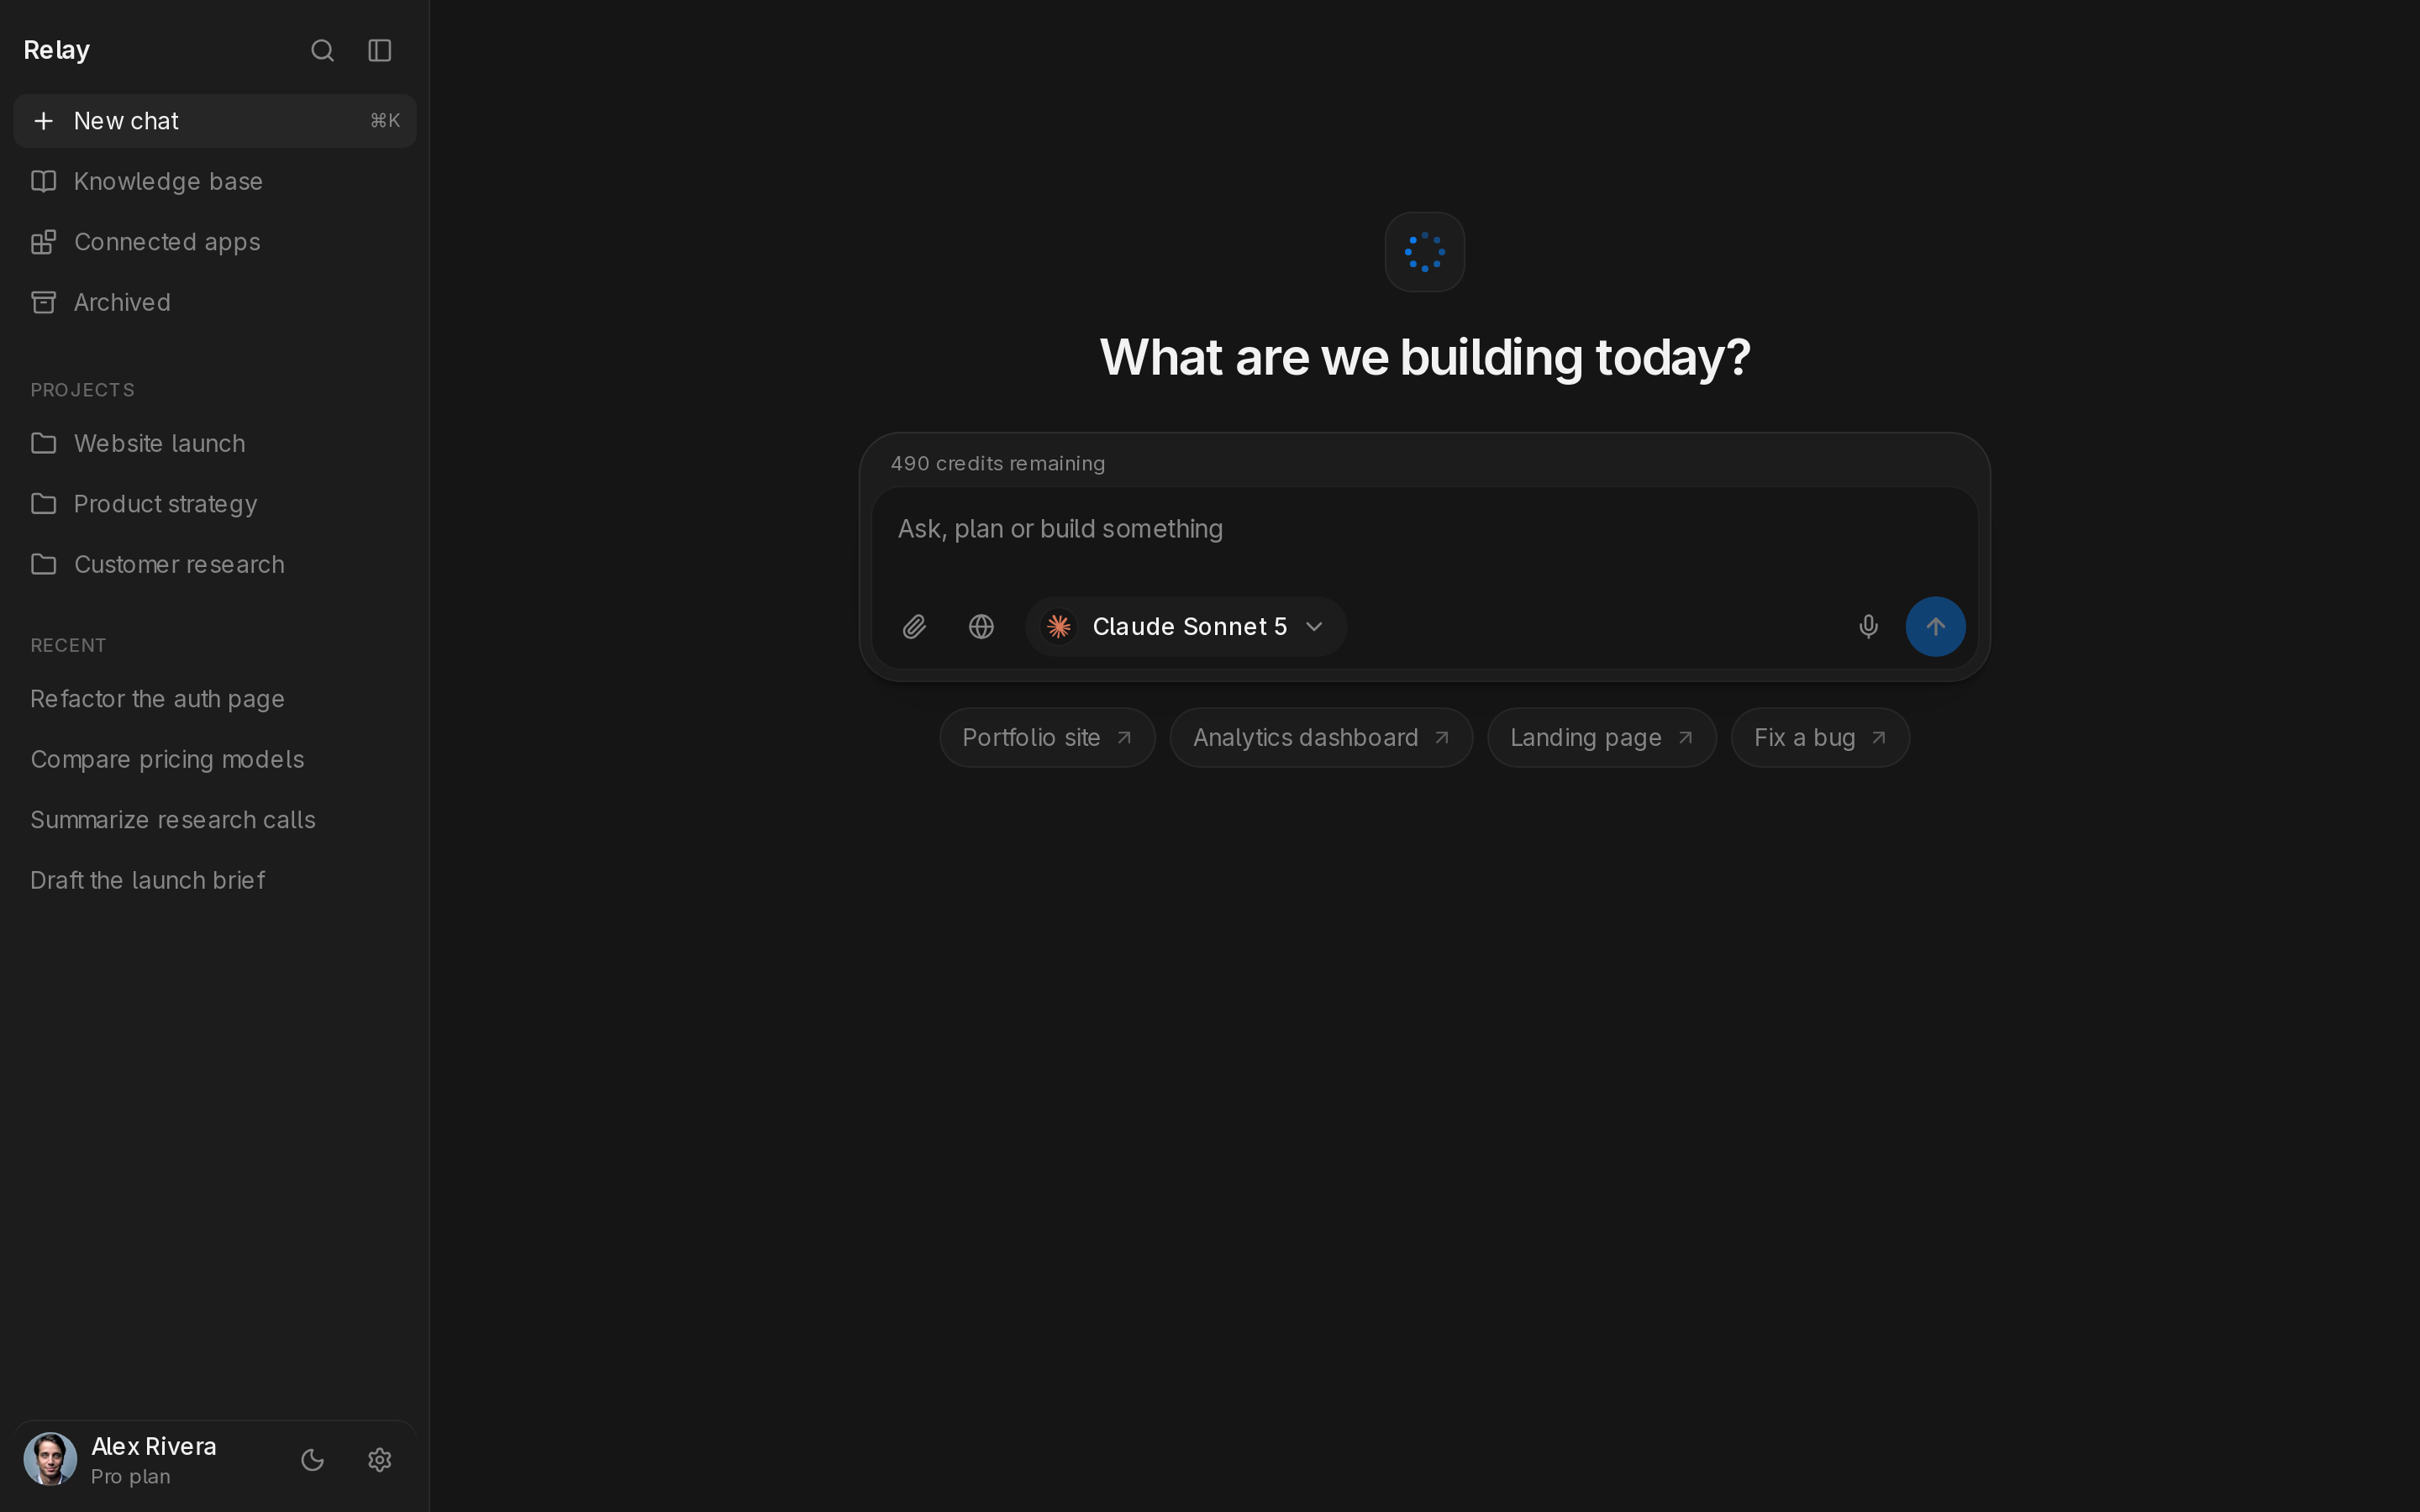 Relay
New chat ⌘K
Knowledge base
Connected apps
Archived
PROJECTS
Website launch
Product strategy
Customer research
RECENT
Refactor the auth page
Compare pricing models
Summarize research calls
Draft the launch brief
Alex Rivera
Pro plan
What are we building today?
490 credits remaining
Ask, plan or build something
Claude Sonnet 5
Portfolio site
Analytics dashboard
Landing page
Fix a bug